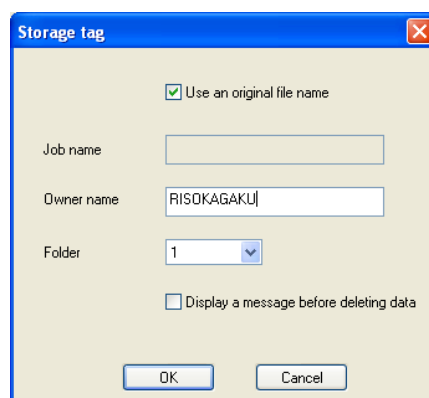 Storage tag
Use an original file name
Job name
Owner name RISOKAGAKU
Folder 1
Display a message before deleting data
OK Cancel